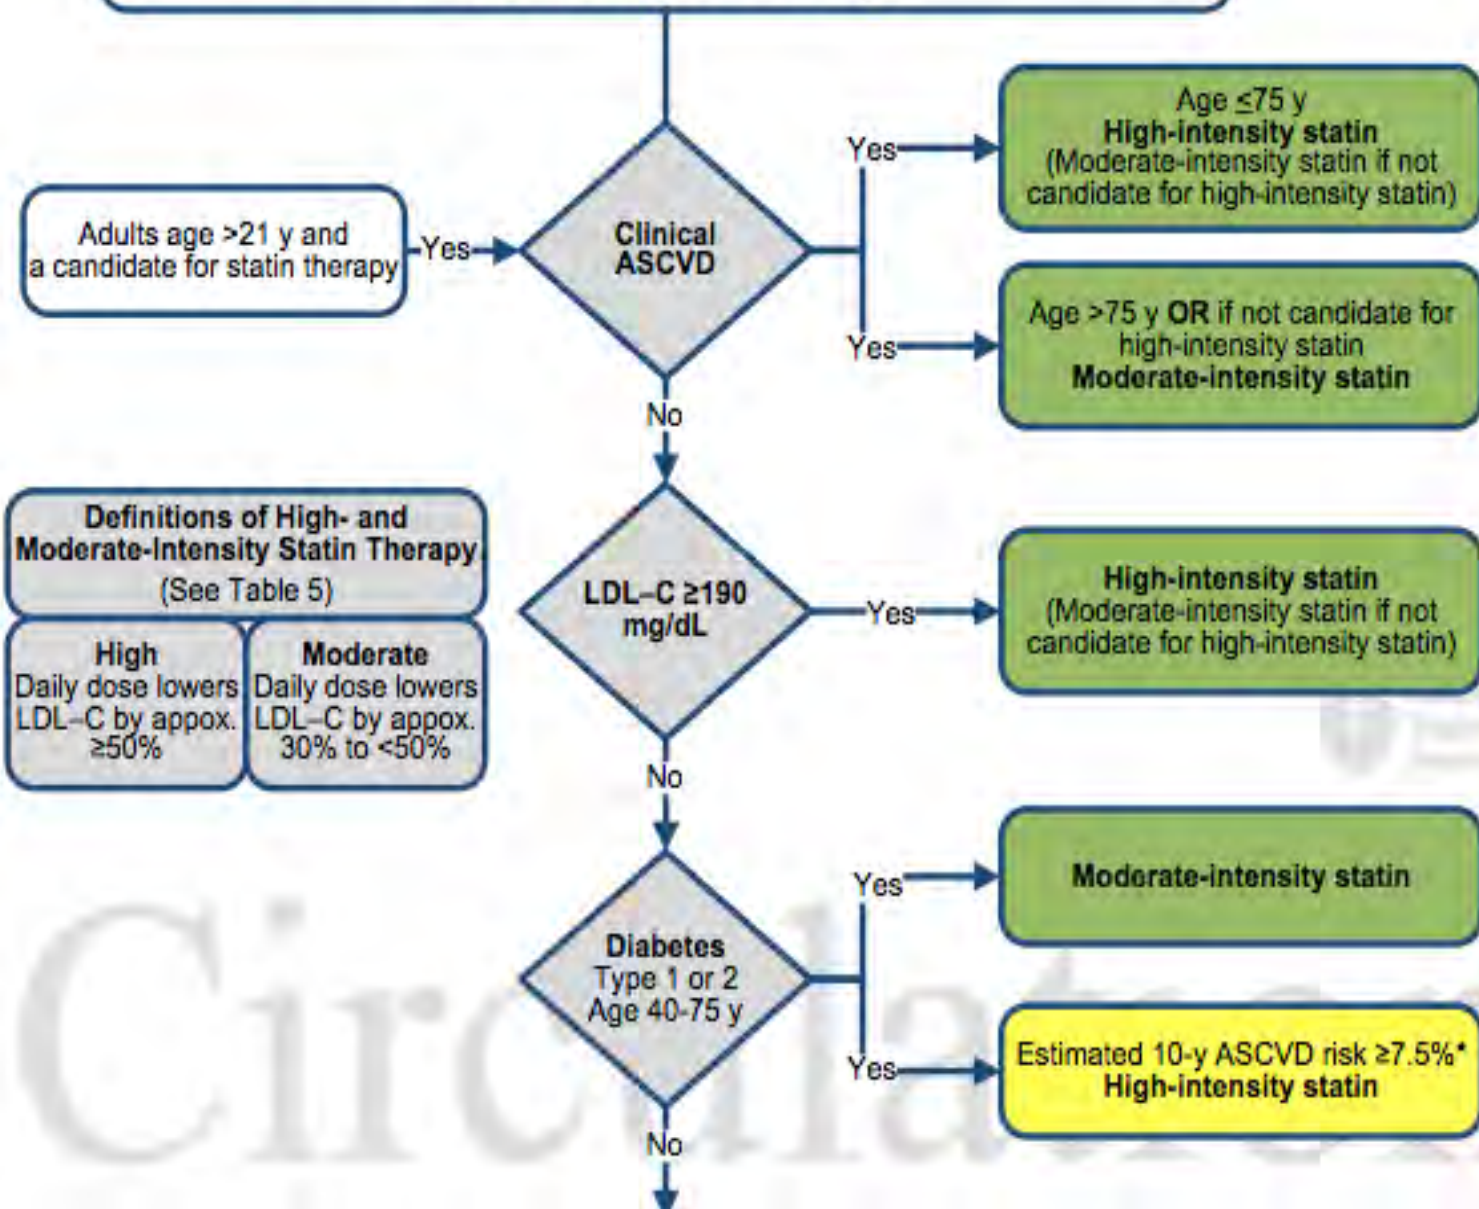 Age ≤75 y
High-intensity statin
(Moderate-intensity statin if not
candidate for high-intensity statin)
Yes
Adults age >21 y and
a candidate for statin therapy
Yes
Clinical
ASCVD
Age >75 y OR if not candidate for
high-intensity statin
Moderate-intensity statin
Yes
No
Definitions of High- and
Moderate-Intensity Statin Therapy
(See Table 5)
High
Daily dose lowers
LDL–C by appox.
≥50%
Moderate
Daily dose lowers
LDL–C by appox.
30% to <50%
LDL–C ≥190
mg/dL
Yes
High-intensity statin
(Moderate-intensity statin if not
candidate for high-intensity statin)
No
Yes
Moderate-intensity statin
Diabetes
Type 1 or 2
Age 40-75 y
Yes
Estimated 10-y ASCVD risk ≥7.5%*
High-intensity statin
No
Circulation